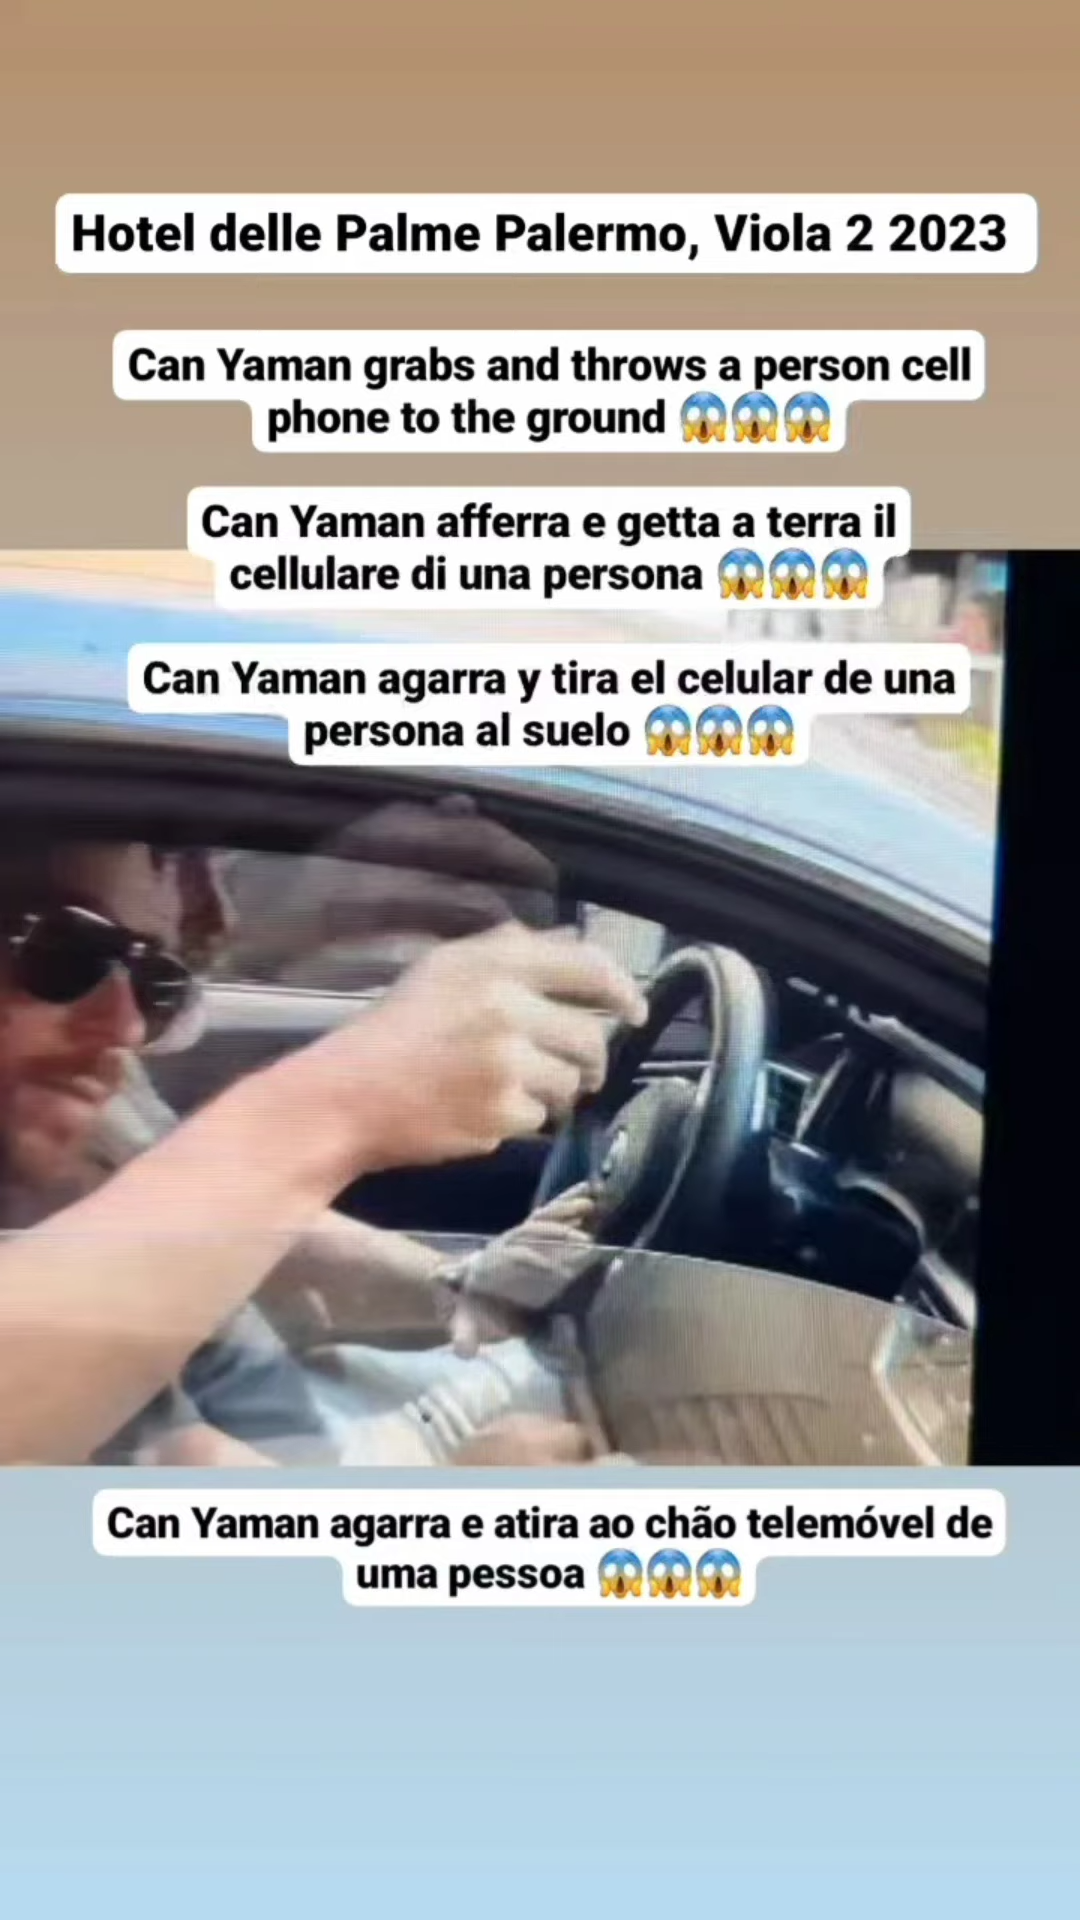 Hotel delle Palme Palermo, Viola 2 2023
Can Yaman grabs and throws a person cell
phone to the ground 😱😱😱
Can Yaman afferra e getta a terra il
cellulare di una persona 😱😱😱
Can Yaman agarra y tira el celular de una
persona al suelo 😱😱😱
Can Yaman agarra e atira ao chão telemóvel de
uma pessoa 😱😱😱